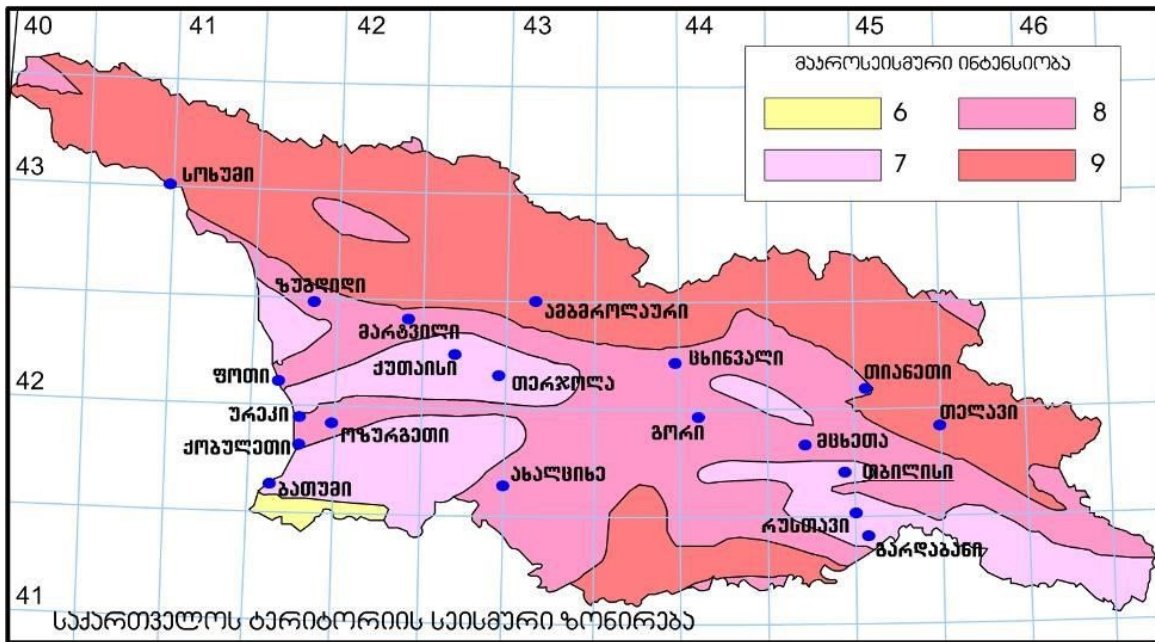 40 41 42 43 44 45 46
მაკროსეისმური ინტენსიობა
6 8
7 9
43
სოხუმი
ზუგდიდი
ამბმროლაური
მარტვილი
ცხინვალი
ქუთაისი
თიანეთი
42
ფოთი
თერჯოლა
ურეკი
თელავი
ოზურგეთი
გორი
მცხეთა
ქობულეთი
ახალციხე
თბილისი
ბათუმი
რუსთავი
გარდაბანი
41
საქართველოს ტერიტორიის სეისმური ზონირება